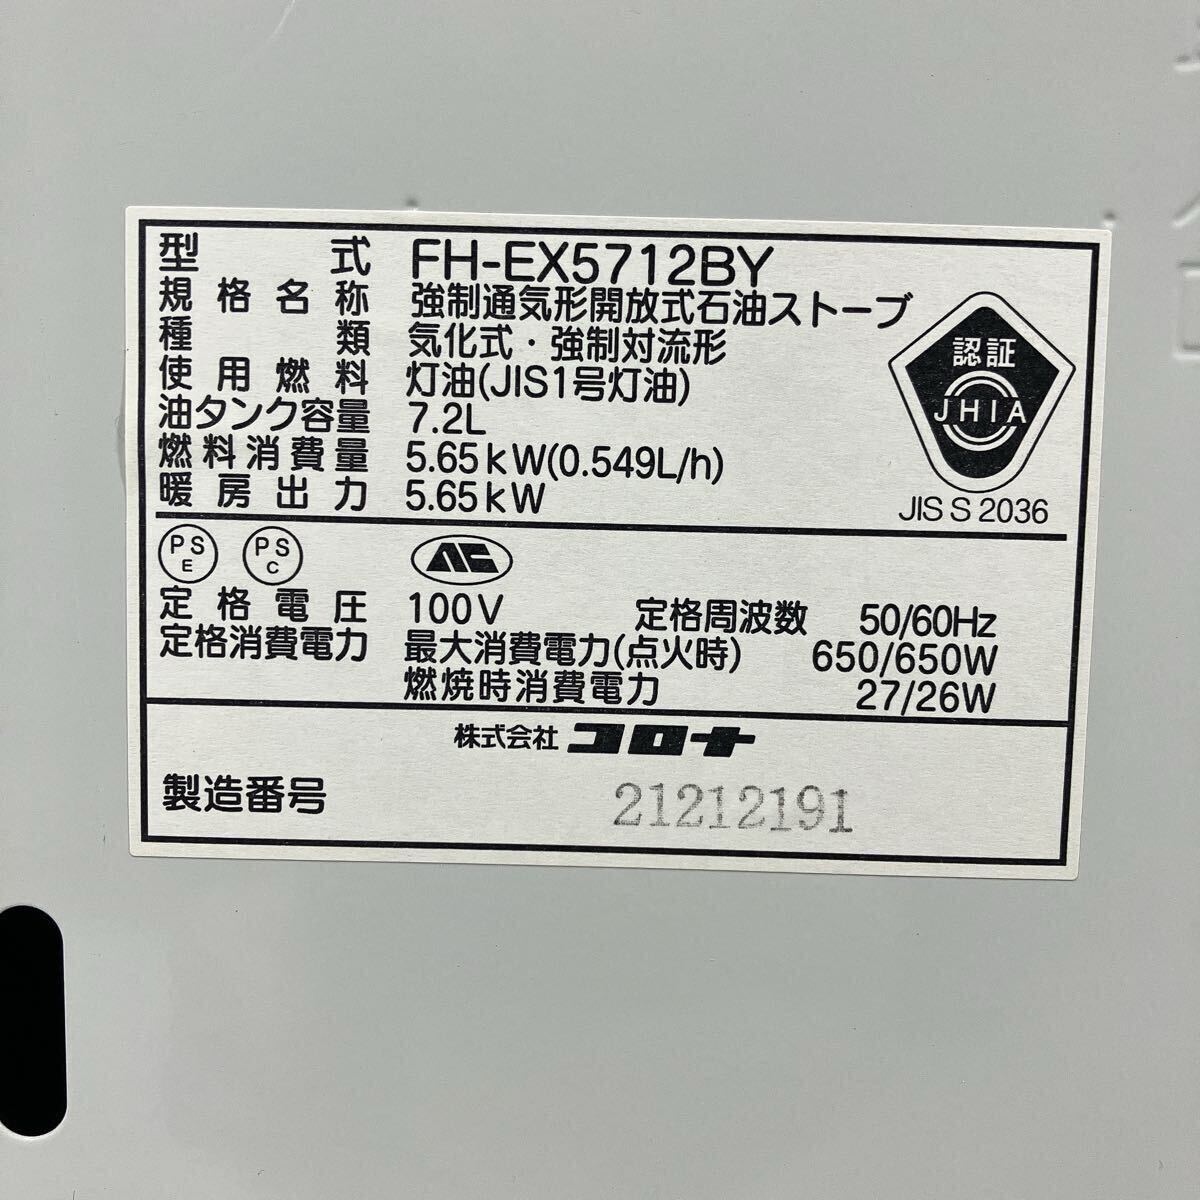 型式 FH-EX5712BY
規格名称 強制通気形開放式石油ストーブ
種類 気化式・強制対流形
使用燃料 灯油(JIS1号灯油)
油タンク容量 7.2L
燃料消費量 5.65kW(0.549L/h)
暖房出力 5.65kW
認証
JHIA
JIS S 2036
PS E PS C
定格電圧 100V 定格周波数 50/60Hz
定格消費電力 最大消費電力(点火時) 650/650W
燃焼時消費電力 27/26W
株式会社 コロナ
製造番号 21212191